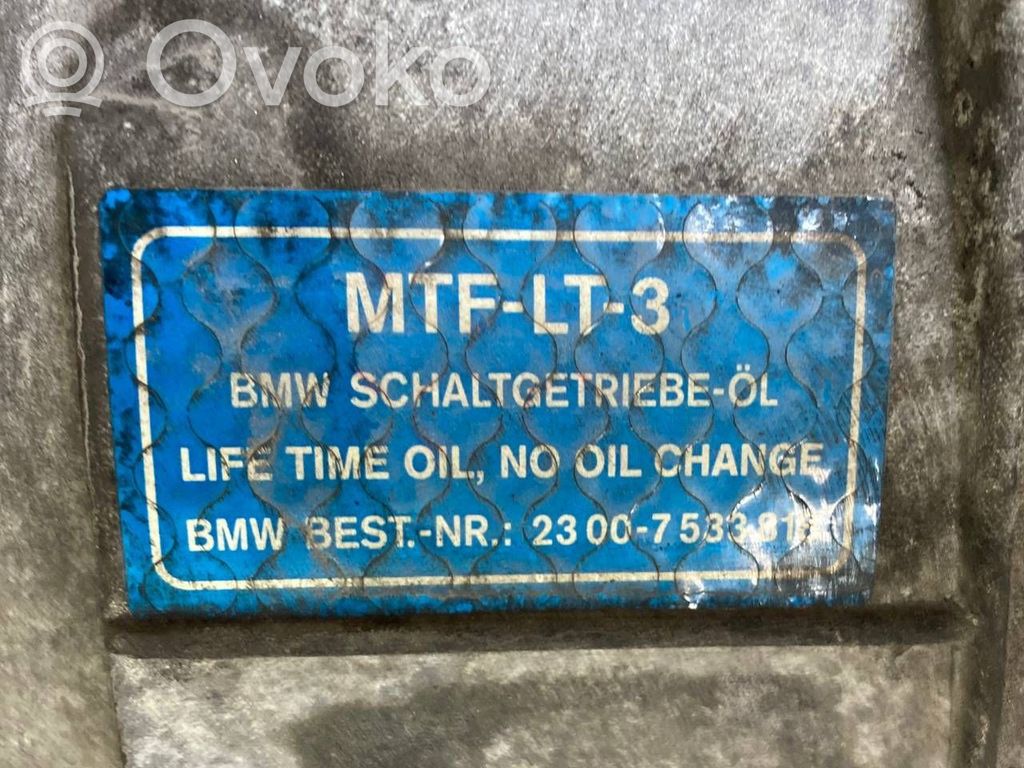 Ovoko
MTF-LT-3
BMW SCHALTGETRIEBE-ÖL
LIFE TIME OIL, NO OIL CHANGE
BMW BEST.-NR.: 23 00-7 533 818